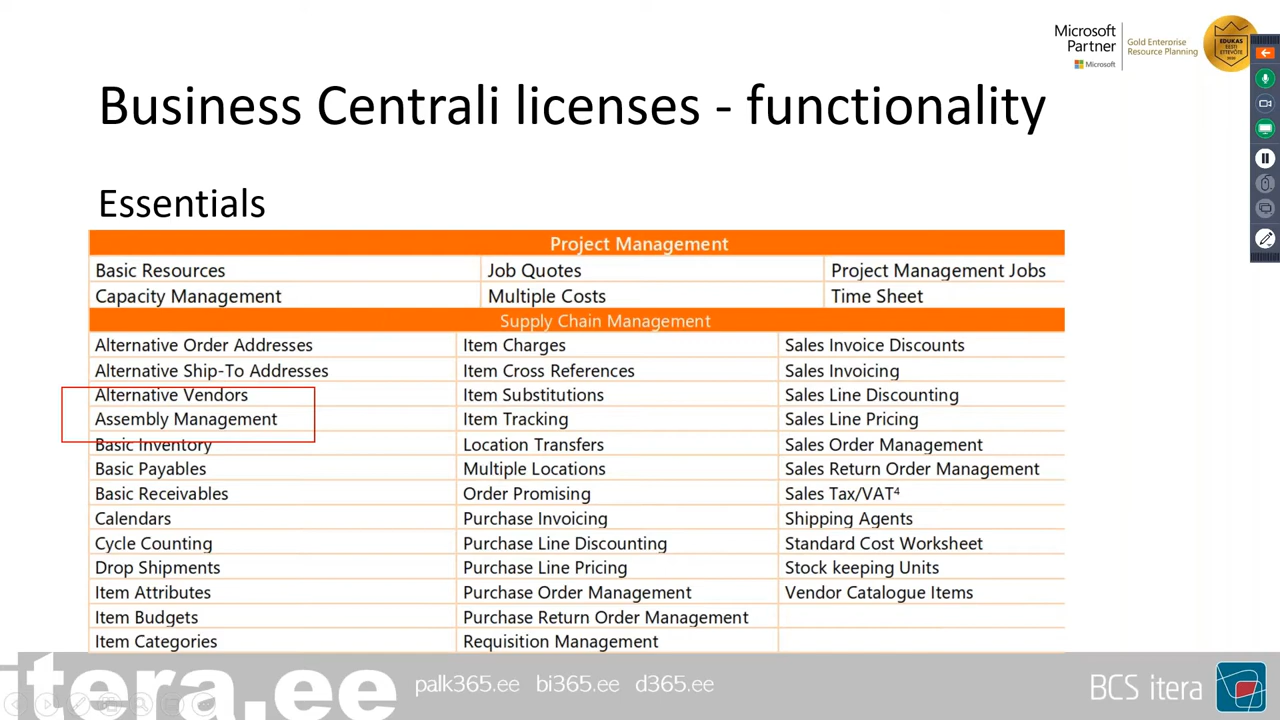 Microsoft
Partner
Microsoft
Gold Enterprise
Resource Planning
EDUKAS
EESTI
ETTEVÕTE
Business Centrali licenses - functionality
Essentials
Project Management
Basic Resources Job Quotes Project Management Jobs
Capacity Management Multiple Costs Time Sheet
Supply Chain Management
Alternative Order Addresses Item Charges Sales Invoice Discounts
Alternative Ship-To Addresses Item Cross References Sales Invoicing
Alternative Vendors Item Substitutions Sales Line Discounting
Assembly Management Item Tracking Sales Line Pricing
Basic Inventory Location Transfers Sales Order Management
Basic Payables Multiple Locations Sales Return Order Management
Basic Receivables Order Promising Sales Tax/VAT⁴
Calendars Purchase Invoicing Shipping Agents
Cycle Counting Purchase Line Discounting Standard Cost Worksheet
Drop Shipments Purchase Line Pricing Stock keeping Units
Item Attributes Purchase Order Management Vendor Catalogue Items
Item Budgets Purchase Return Order Management
Item Categories Requisition Management
itera.ee palk365.ee bi365.ee d365.ee BCS itera